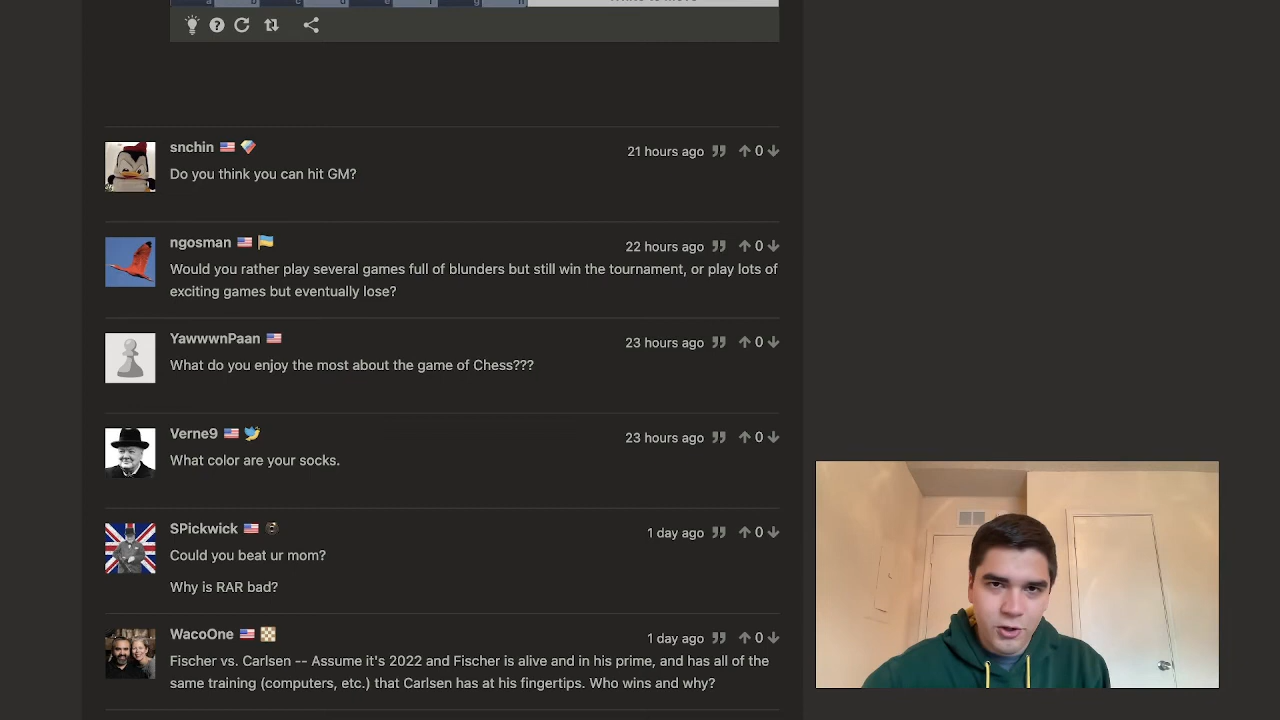 snchin
21 hours ago 0
Do you think you can hit GM?
ngosman
22 hours ago 0
Would you rather play several games full of blunders but still win the tournament, or play lots of
exciting games but eventually lose?
YawwwnPaan
23 hours ago 0
What do you enjoy the most about the game of Chess???
Verne9
23 hours ago 0
What color are your socks.
SPickwick
1 day ago 0
Could you beat ur mom?
Why is RAR bad?
WacoOne
1 day ago 0
Fischer vs. Carlsen -- Assume it's 2022 and Fischer is alive and in his prime, and has all of the
same training (computers, etc.) that Carlsen has at his fingertips. Who wins and why?